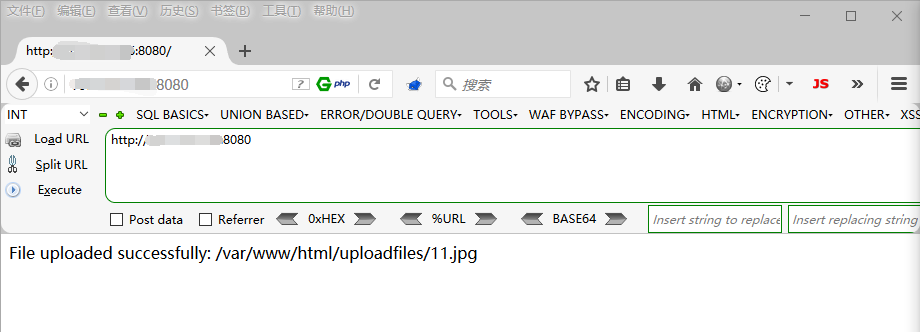 文件(F) 编辑(E) 查看(V) 历史(S) 书签(B) 工具(T) 帮助(H)
http: :8080/
8080 php 搜索 JS
INT SQL BASICS UNION BASED ERROR/DOUBLE QUERY TOOLS WAF BYPASS ENCODING HTML ENCRYPTION OTHER XSS
Load URL http:// 8080
Split URL
Execute
Post data Referrer 0xHEX %URL BASE64 Insert string to replace Insert replacing string
File uploaded successfully: /var/www/html/uploadfiles/11.jpg